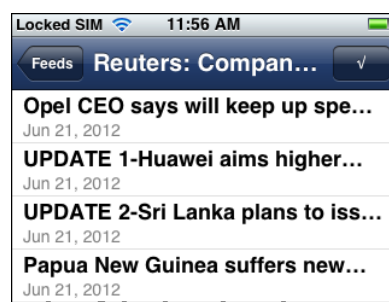 Locked SIM 11:56 AM
Feeds Reuters: Compan... √
Opel CEO says will keep up spe...
Jun 21, 2012
UPDATE 1-Huawei aims higher...
Jun 21, 2012
UPDATE 2-Sri Lanka plans to iss...
Jun 21, 2012
Papua New Guinea suffers new...
Jun 21, 2012